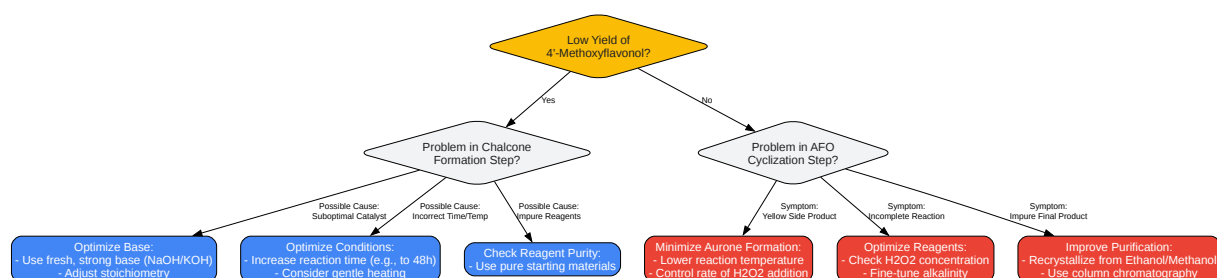 Low Yield of
4'-Methoxyflavonol?
Yes
No
Problem in Chalcone
Formation Step?
Problem in AFO
Cyclization Step?
Possible Cause:
Suboptimal Catalyst
Possible Cause:
Incorrect Time/Temp
Possible Cause:
Impure Reagents
Symptom:
Yellow Side Product
Symptom:
Incomplete Reaction
Symptom:
Impure Final Product
Optimize Base:
- Use fresh, strong base (NaOH/KOH)
- Adjust stoichiometry
Optimize Conditions:
- Increase reaction time (e.g., to 48h)
- Consider gentle heating
Check Reagent Purity:
- Use pure starting materials
Minimize Aurone Formation:
- Lower reaction temperature
- Control rate of H2O2 addition
Optimize Reagents:
- Check H2O2 concentration
- Fine-tune alkalinity
Improve Purification:
- Recrystallize from Ethanol/Methanol
- Use column chromatography